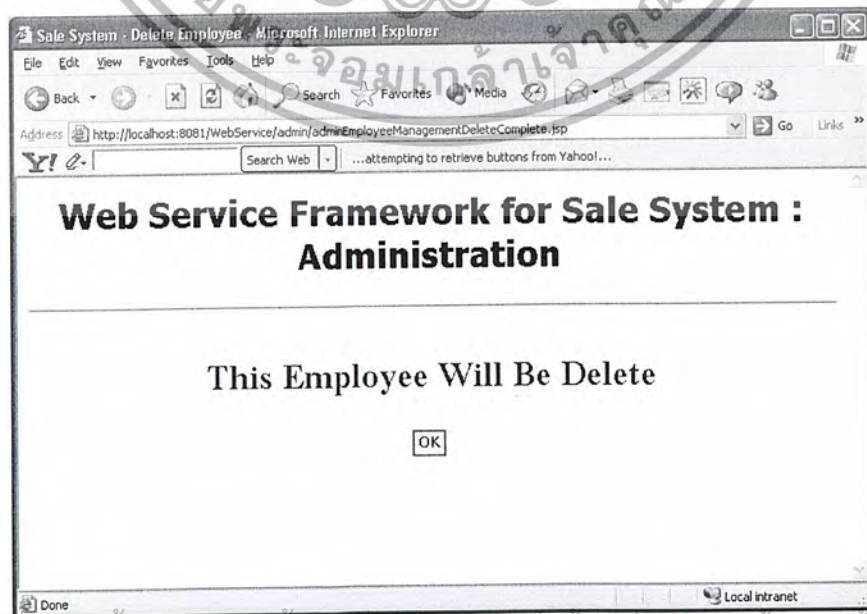 Sale System - Delete Employee - Microsoft Internet Explorer
File Edit View Favorites Tools Help
Back Search Favorites Media
Address http://localhost:8081/WebService/admin/adminEmployeeManagementDeleteComplete.jsp Go Links »
Y! Search Web ...attempting to retrieve buttons from Yahoo!...
Web Service Framework for Sale System :
Administration
This Employee Will Be Delete
OK
Done Local intranet